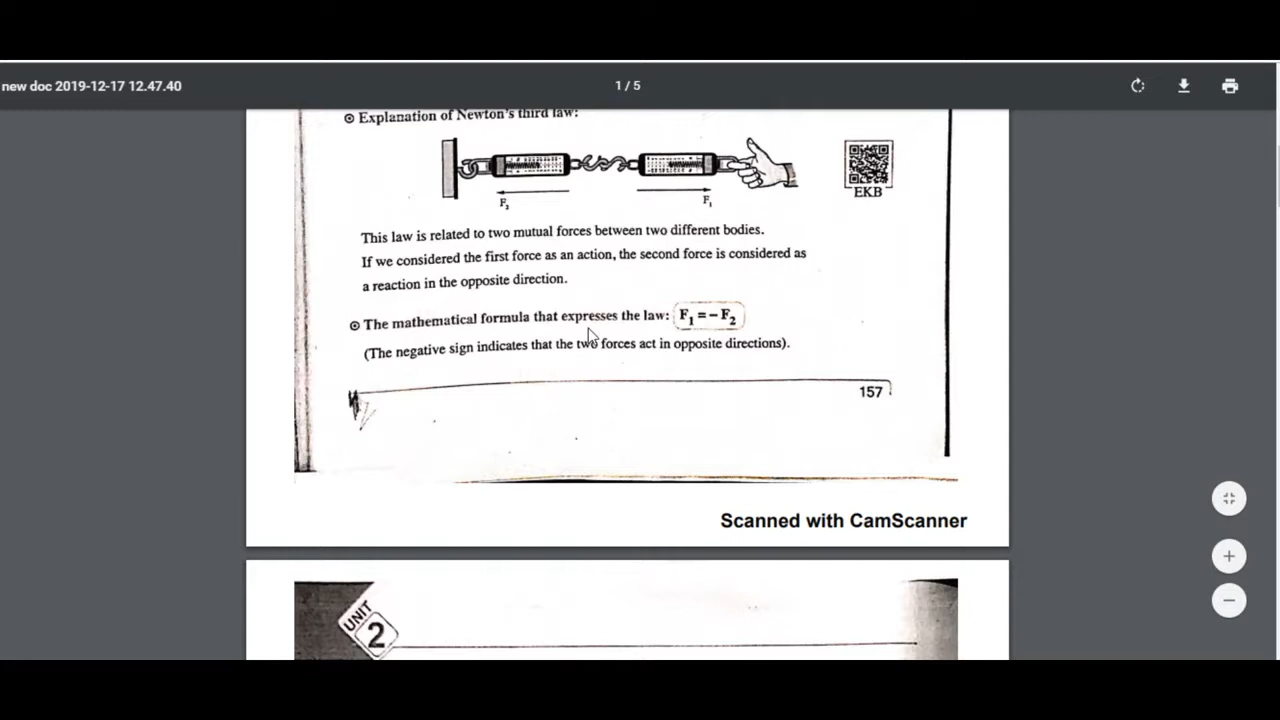 new doc 2019-12-17 12.47.40
1 / 5
Explanation of Newton's third law:
EKB
F₂
F₁
This law is related to two mutual forces between two different bodies.
If we considered the first force as an action, the second force is considered as
a reaction in the opposite direction.
The mathematical formula that expresses the law: F₁ = – F₂
(The negative sign indicates that the two forces act in opposite directions).
157
Scanned with CamScanner
UNIT
2